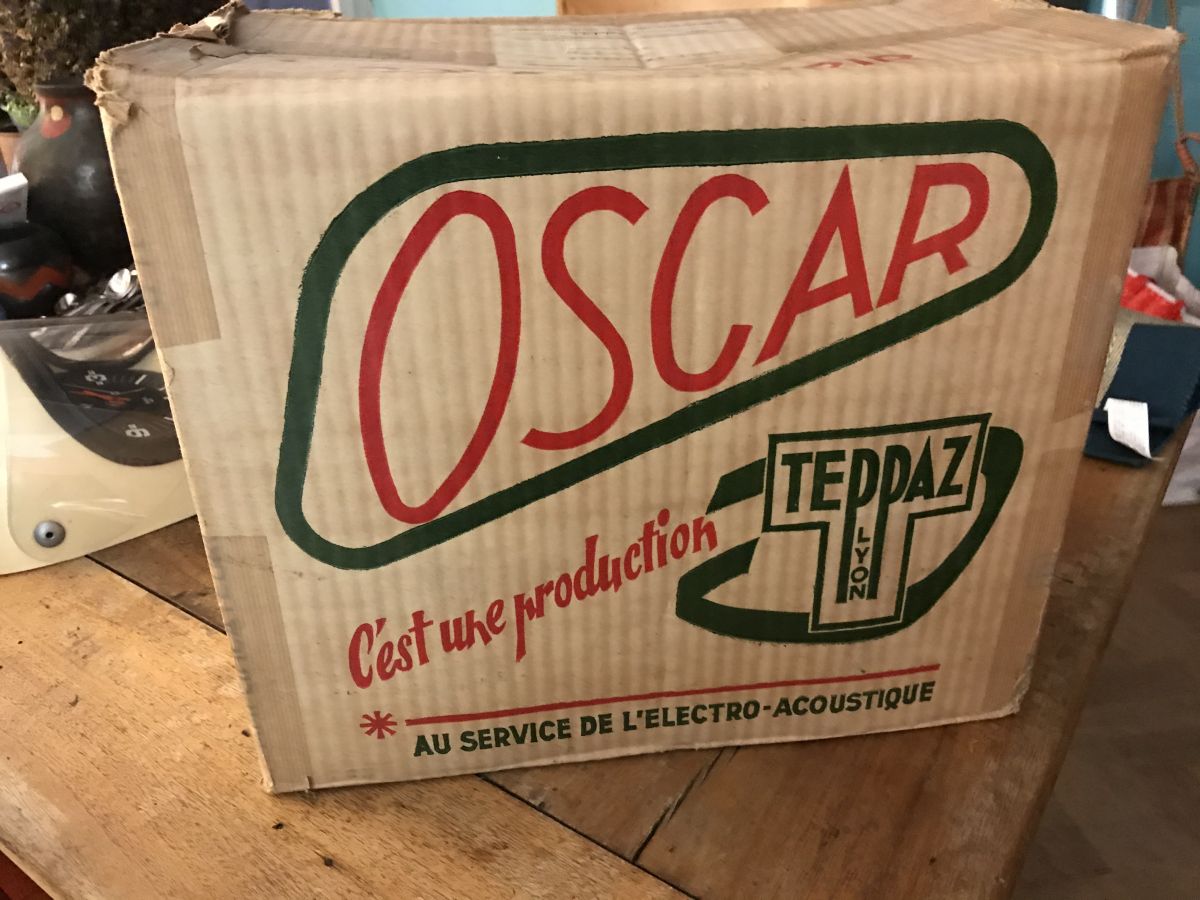 OSCAR
C'est une production
TEPPAZ
LYON
* AU SERVICE DE L'ELECTRO-ACOUSTIQUE